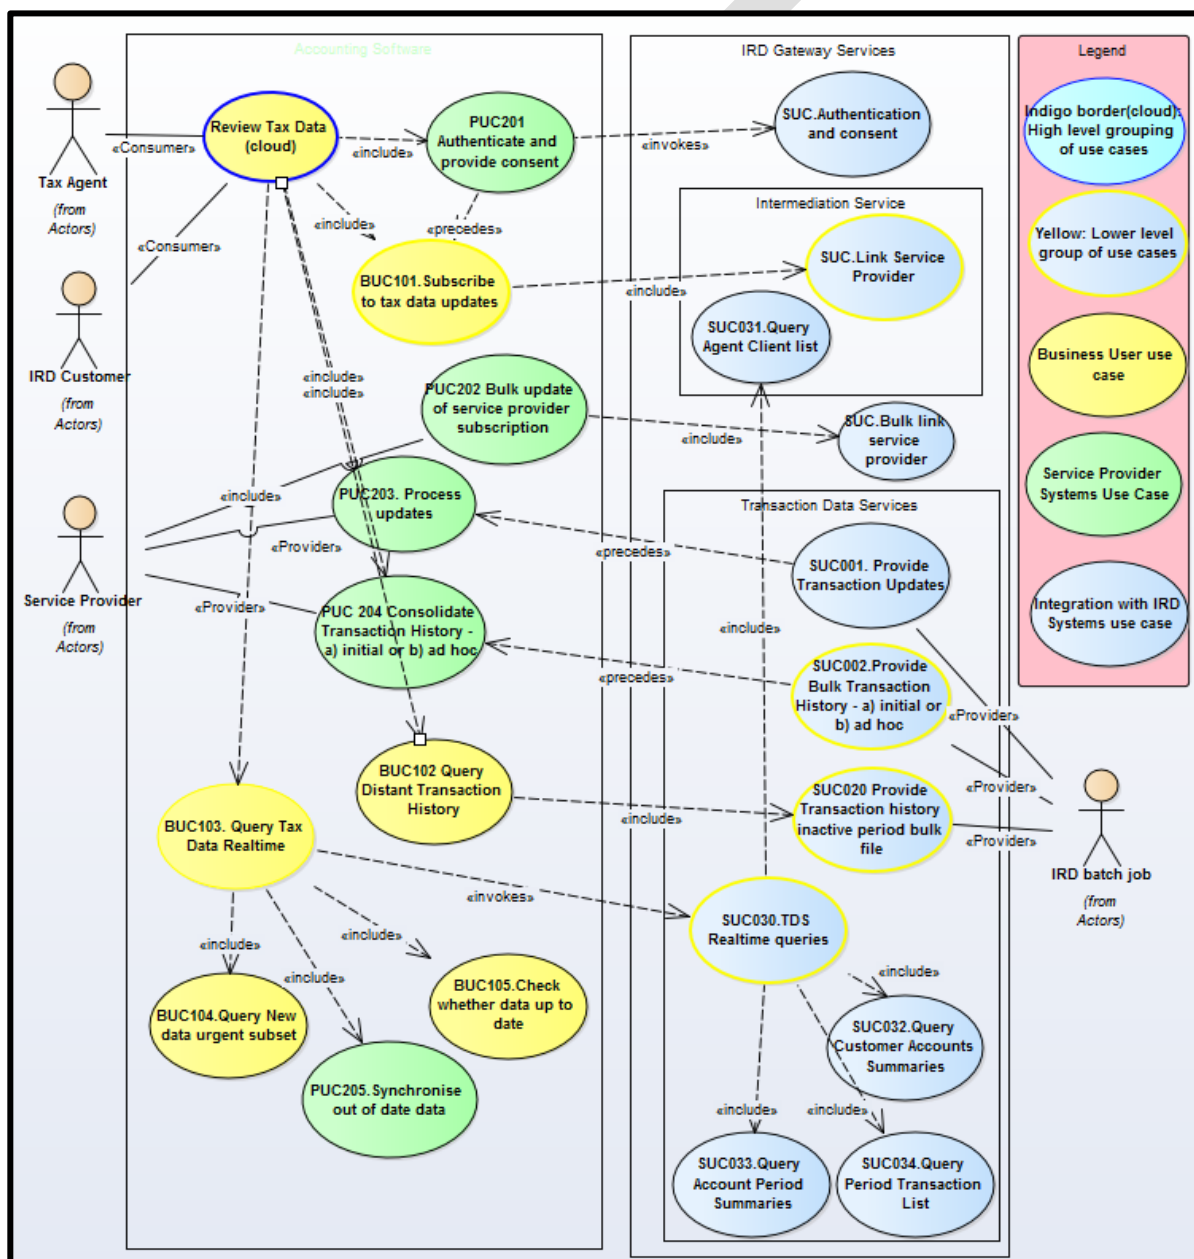 Accounting Software
IRD Gateway Services
Legend
Tax Agent
(from
Actors)
«Consumer»
Review Tax Data
(cloud)
«include»
PUC201
Authenticate and
provide consent
«invokes»
SUC.Authentication
and consent
Indigo border(cloud):
High level grouping
of use cases
«Consumer»
«include»
«precedes»
Intermediation Service
Yellow: Lower level
group of use cases
IRD Customer
(from
Actors)
BUC101.Subscribe
to tax data updates
«include»
SUC.Link Service
Provider
SUC031.Query
Agent Client list
Business User use
case
«include»
«include»
PUC202 Bulk update
of service provider
subscription
«include»
SUC.Bulk link
service
provider
Service Provider
Systems Use Case
Service Provider
(from
Actors)
«include»
PUC203. Process
updates
«Provider»
«Provider»
«precedes»
Transaction Data Services
SUC001. Provide
Transaction Updates
Integration with IRD
Systems use case
«include»
PUC 204 Consolidate
Transaction History -
a) initial or b) ad hoc
«precedes»
SUC002.Provide
Bulk Transaction
History - a) initial or
b) ad hoc
«Provider»
«Provider»
«Provider»
BUC102 Query
Distant Transaction
History
«include»
SUC020 Provide
Transaction history
inactive period bulk
file
IRD batch job
(from
Actors)
BUC103. Query Tax
Data Realtime
«invokes»
SUC030.TDS
Realtime queries
«include»
«include»
«include»
BUC104.Query New
data urgent subset
BUC105.Check
whether data up to
date
PUC205.Synchronise
out of date data
«include»
SUC032.Query
Customer Accounts
Summaries
«include»
«include»
SUC033.Query
Account Period
Summaries
SUC034.Query
Period Transaction
List